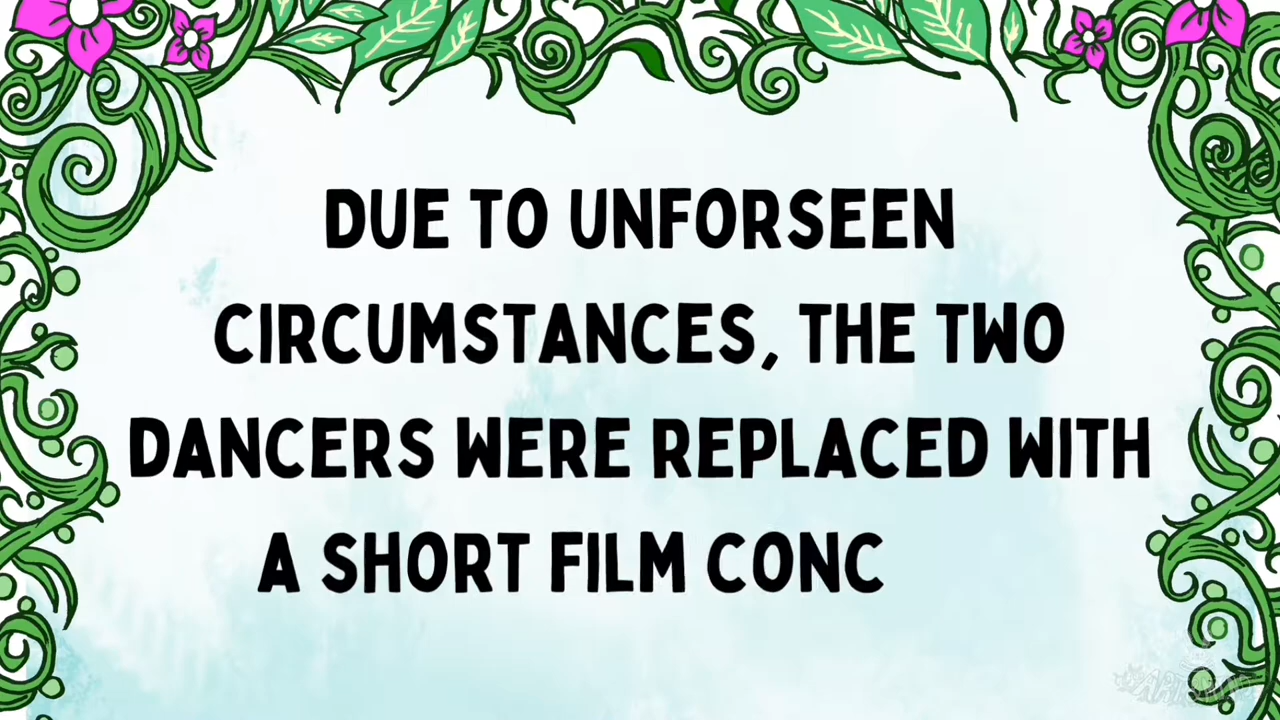 DUE TO UNFORSEEN
CIRCUMSTANCES, THE TWO
DANCERS WERE REPLACED WITH
A SHORT FILM CONC